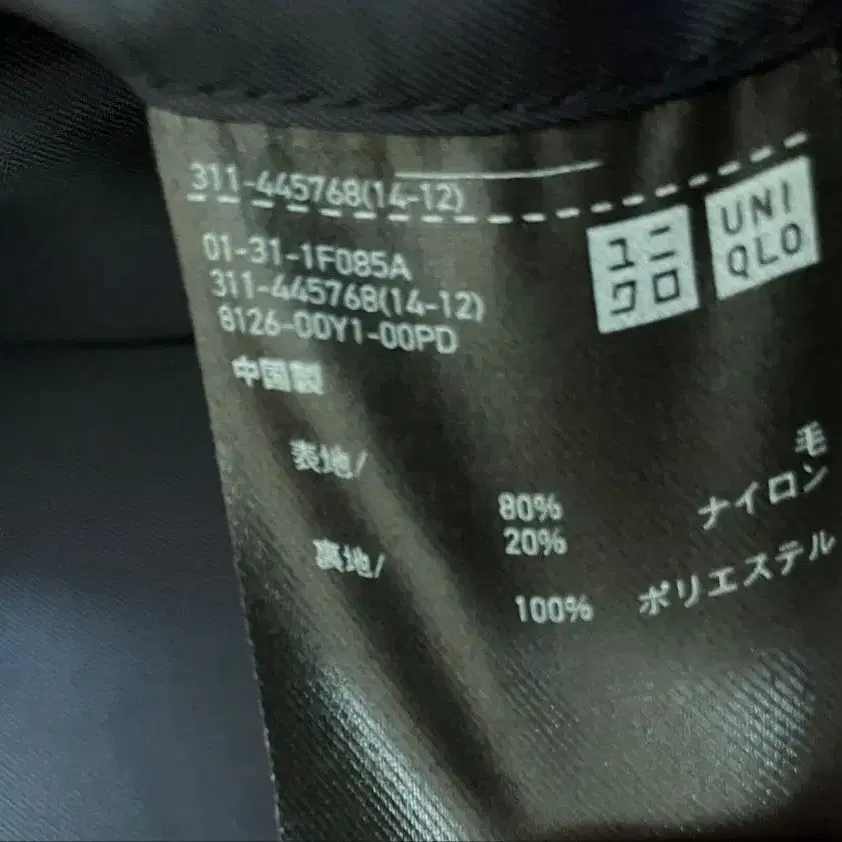 311-445768(14-12)
ユニ
クロ
UNI
QLO
01-31-1F085A
311-445768(14-12)
8126-00Y1-00PD
中国製
表地/
毛 80%
ナイロン 20%
裏地/
ポリエステル 100%